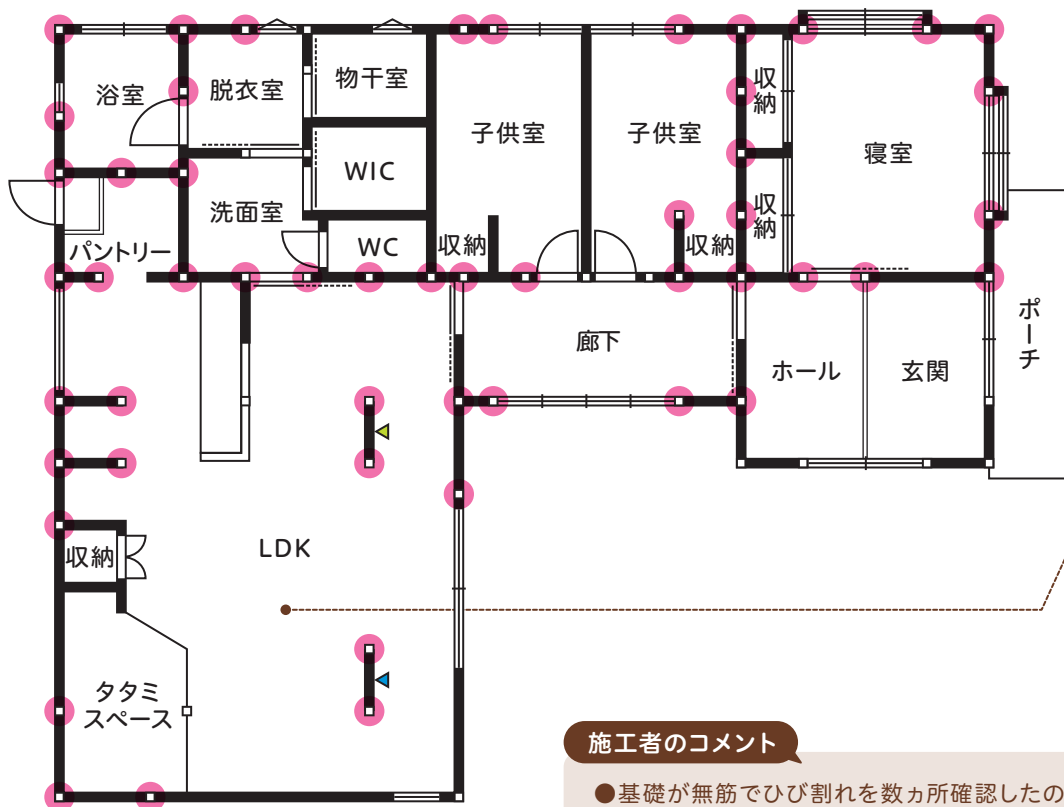 浴室
脱衣室
物干室
子供室
子供室
収納
寝室
WIC
洗面室
WC
収納
収納
収納
パントリー
廊下
ホール
玄関
ポーチ
LDK
収納
タタミ
スペース
施工者のコメント
●基礎が無筋でひび割れを数ヵ所確認したの